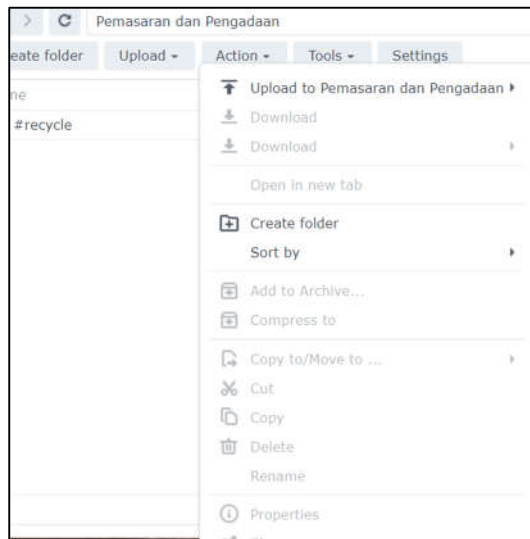 Pemasaran dan Pengadaan
eate folder Upload Action Tools Settings
ne
#recycle
Upload to Pemasaran dan Pengadaan
Download
Download
Open in new tab
Create folder
Sort by
Add to Archive...
Compress to
Copy to/Move to ...
Cut
Copy
Delete
Rename
Properties